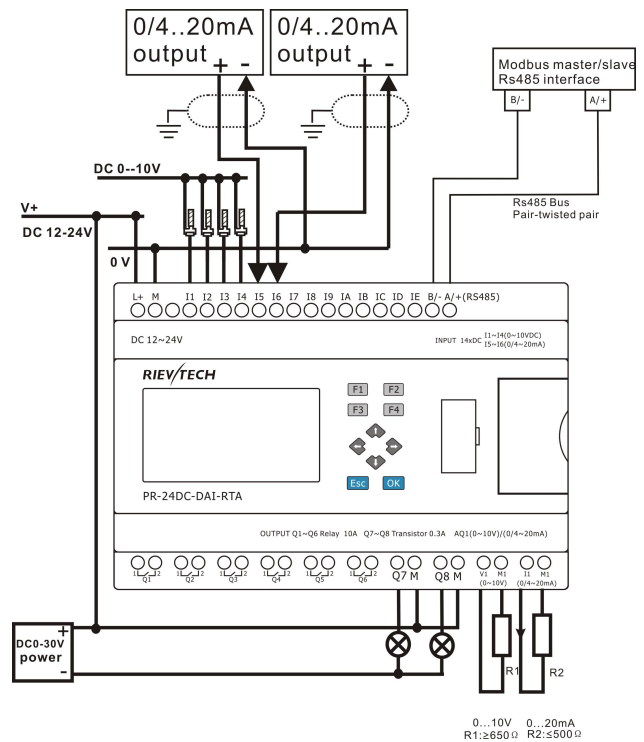 0/4..20mA
output
+ -
0/4..20mA
output
+ -
Modbus master/slave
Rs485 interface
B/- A/+
DC 0--10V
Rs485 Bus
Pair-twisted pair
V+
DC 12-24V
0 V
L+ M I1 I2 I3 I4 I5 I6 I7 I8 I9 IA IB IC ID IE B/- A/+(RS485)
DC 12~24V
INPUT 14xDC I1~I4(0~10VDC)
I5~I6(0/4~20mA)
RIEVTECH
F1 F2
F3 F4
Esc OK
PR-24DC-DAI-RTA
OUTPUT Q1~Q6 Relay 10A Q7~Q8 Transistor 0.3A AQ1(0~10V)/(0/4~20mA)
1 2 1 2 1 2 1 2 1 2 1 2
Q1 Q2 Q3 Q4 Q5 Q6
Q7 M Q8 M
V1 M1 I1 M1
(0~10V) (0/4~20mA)
+
DC0-30V
power
-
R1 R2
0...10V 0...20mA
R1:≥650Ω R2:≤500Ω